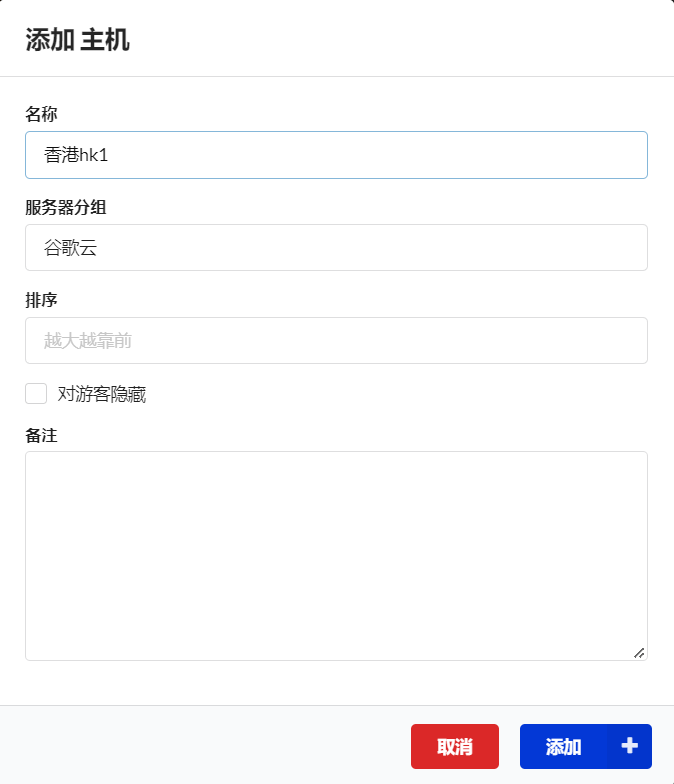 添加 主机
名称
香港hk1
服务器分组
谷歌云
排序
越大越靠前
对游客隐藏
备注
取消
添加